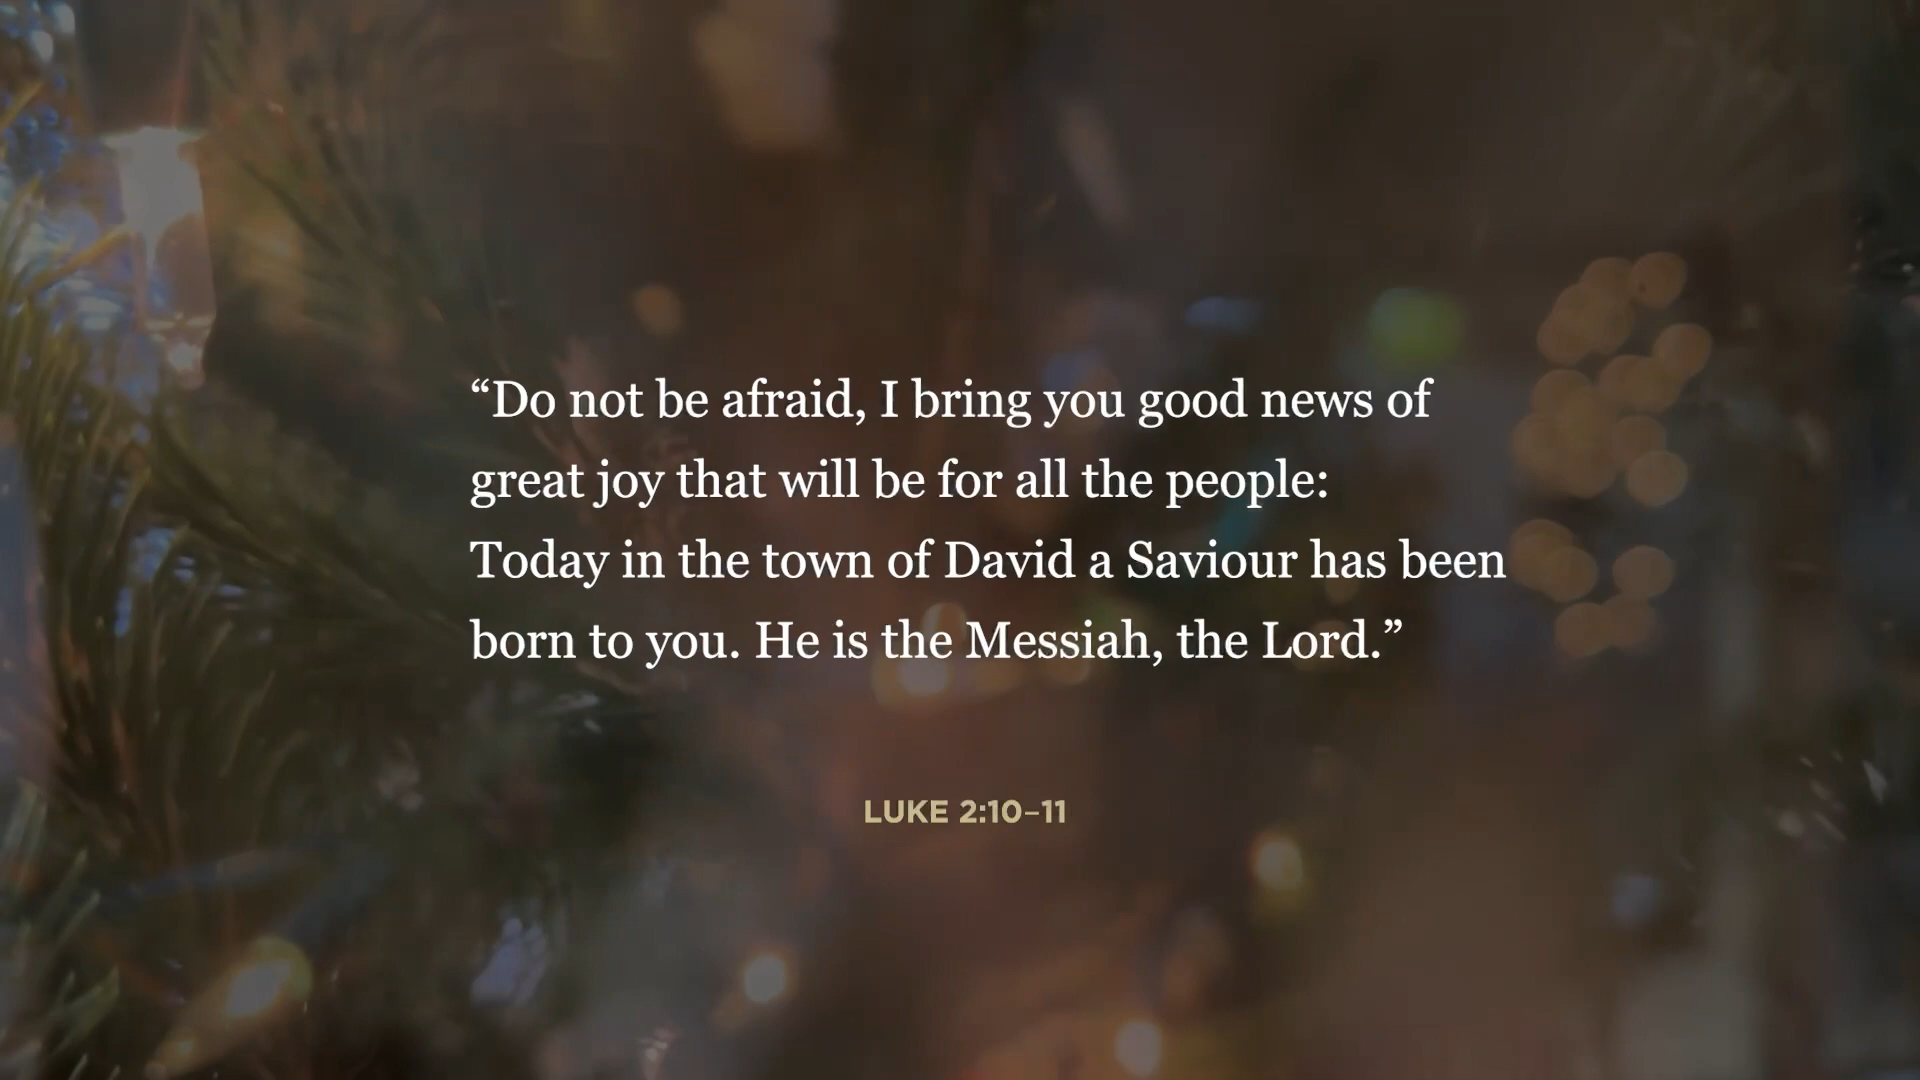 “Do not be afraid, I bring you good news of
great joy that will be for all the people:
Today in the town of David a Saviour has been
born to you. He is the Messiah, the Lord.”
LUKE 2:10–11